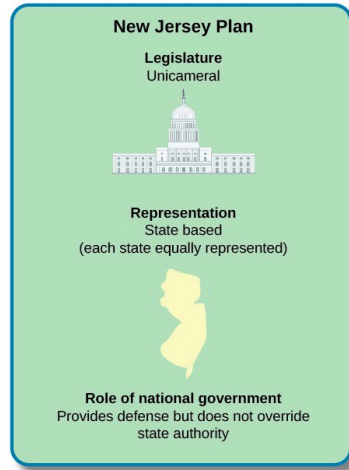 New Jersey Plan
Legislature
Unicameral
Representation
State based
(each state equally represented)
Role of national government
Provides defense but does not override
state authority